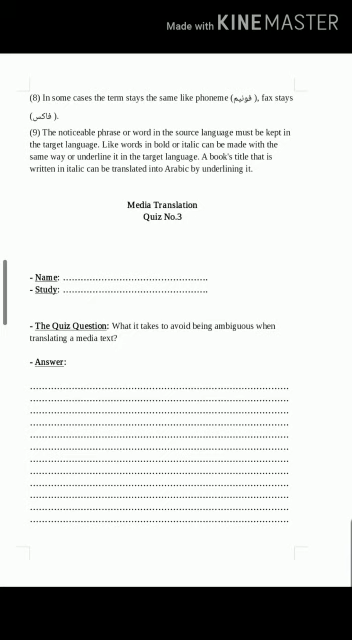 Made with KINEMASTER
(8) In some cases the term stays the same like phoneme (فونيم ), fax stays
(فاكس ).
(9) The noticeable phrase or word in the source language must be kept in
the target language. Like words in bold or italic can be made with the
same way or underline it in the target language. A book's title that is
written in italic can be translated into Arabic by underlining it.
Media Translation
Quiz No.3
- Name: ................................................
- Study: ................................................
- The Quiz Question: What it takes to avoid being ambiguous when
translating a media text?
- Answer:
......................................................................................
......................................................................................
......................................................................................
......................................................................................
......................................................................................
......................................................................................
......................................................................................
......................................................................................
......................................................................................
......................................................................................
......................................................................................
......................................................................................